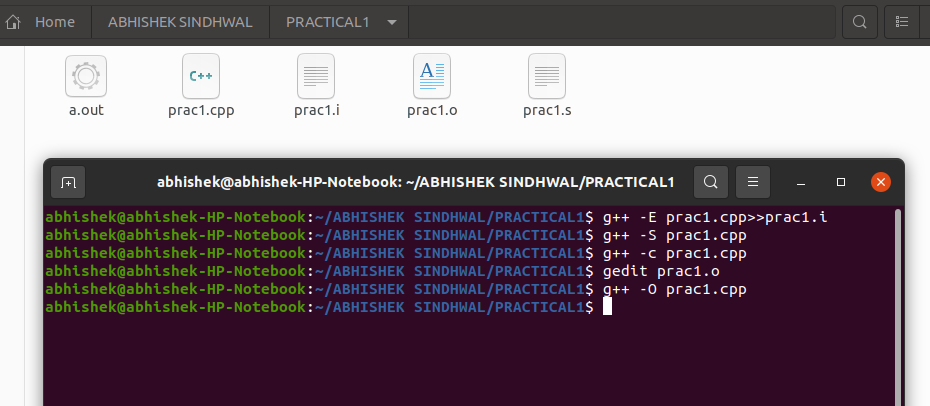 Home ABHISHEK SINDHWAL PRACTICAL1
C++ A
a.out prac1.cpp prac1.i prac1.o prac1.s
abhishek@abhishek-HP-Notebook: ~/ABHISHEK SINDHWAL/PRACTICAL1
abhishek@abhishek-HP-Notebook:~/ABHISHEK SINDHWAL/PRACTICAL1$ g++ -E prac1.cpp>>prac1.i
abhishek@abhishek-HP-Notebook:~/ABHISHEK SINDHWAL/PRACTICAL1$ g++ -S prac1.cpp
abhishek@abhishek-HP-Notebook:~/ABHISHEK SINDHWAL/PRACTICAL1$ g++ -c prac1.cpp
abhishek@abhishek-HP-Notebook:~/ABHISHEK SINDHWAL/PRACTICAL1$ gedit prac1.o
abhishek@abhishek-HP-Notebook:~/ABHISHEK SINDHWAL/PRACTICAL1$ g++ -O prac1.cpp
abhishek@abhishek-HP-Notebook:~/ABHISHEK SINDHWAL/PRACTICAL1$